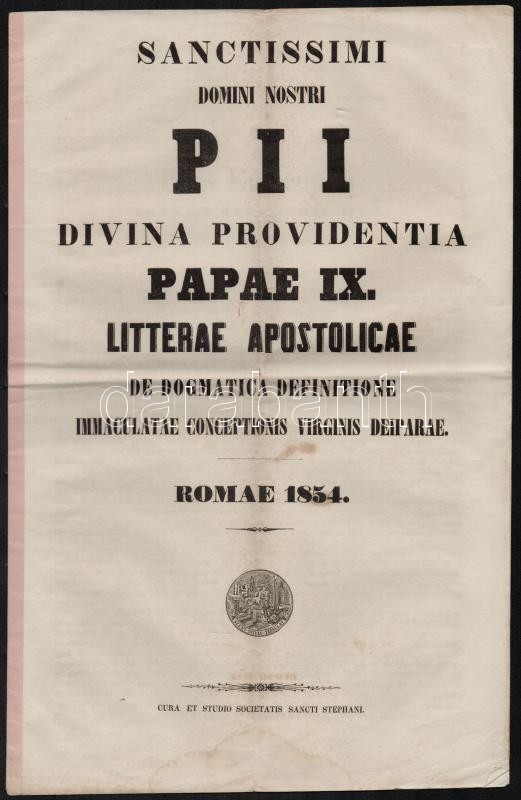 SANCTISSIMI
DOMINI NOSTRI
PII
DIVINA PROVIDENTIA
PAPAE IX.
LITTERAE APOSTOLICAE
DE DOGMATICA DEFINITIONE
darabanth
IMMACULATAE CONCEPTIONIS VIRGINIS DEIPARAE.
ROMAE 1854.
CURA ET STUDIO SOCIETATIS SANCTI STEPHANI.